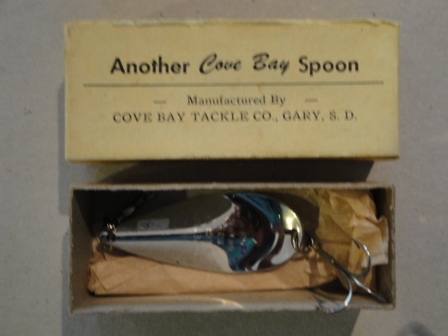 Another Cove Bay Spoon
— Manufactured By —
COVE BAY TACKLE CO., GARY, S. D.